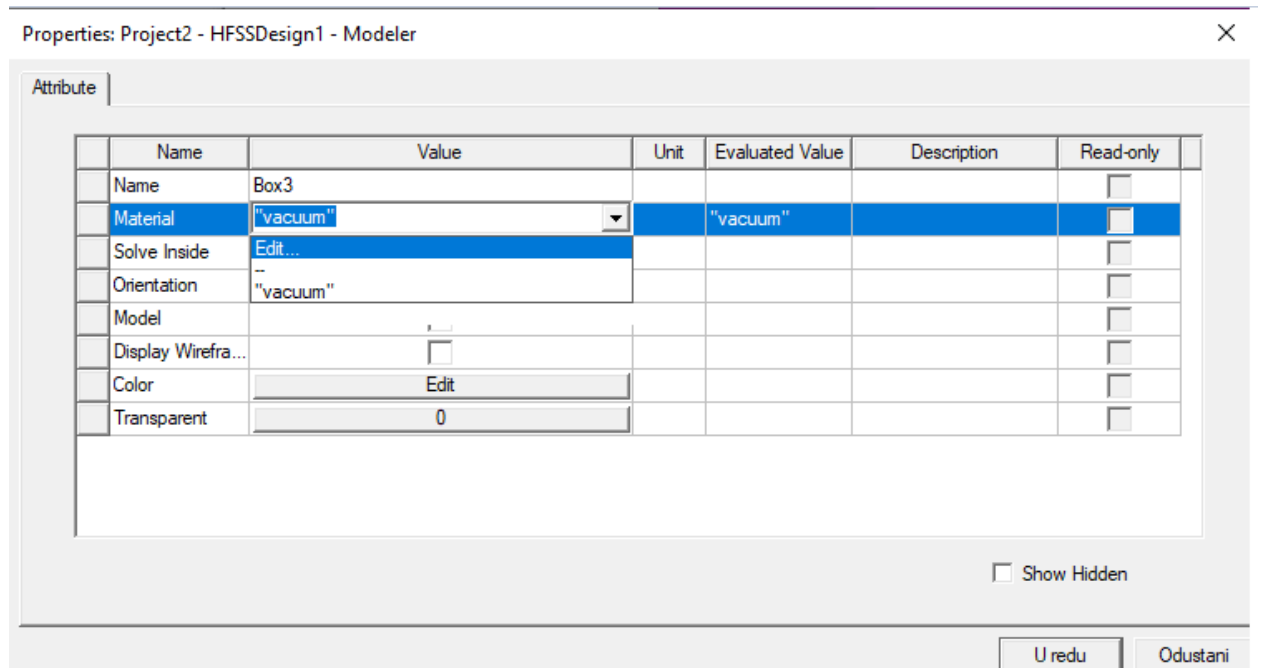 Properties: Project2 - HFSSDesign1 - Modeler
Attribute
Name Value Unit Evaluated Value Description Read-only
Name Box3
Material "vacuum" "vacuum"
Solve Inside Edit...
--
Orientation "vacuum"
Model
Display Wirefra...
Color Edit
Transparent 0
Show Hidden
U redu Odustani